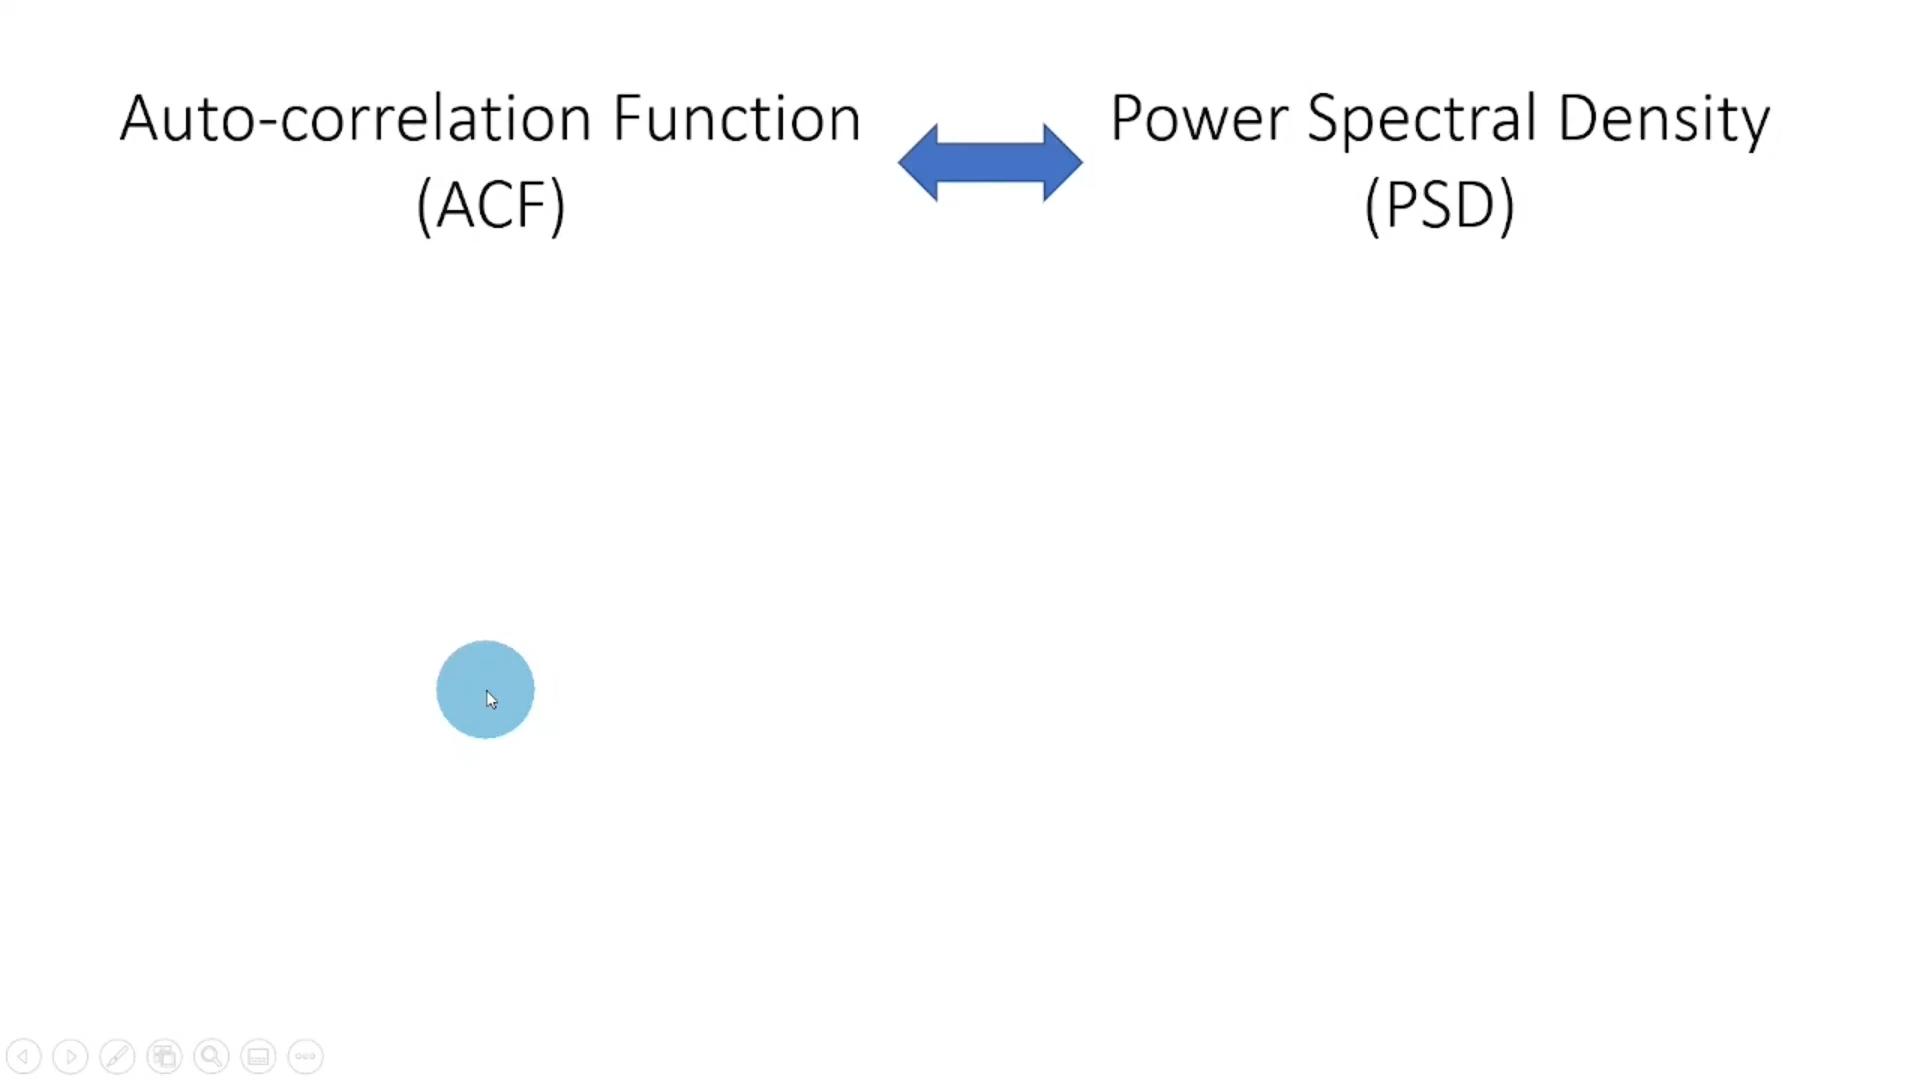 Auto-correlation Function
(ACF)
Power Spectral Density
(PSD)